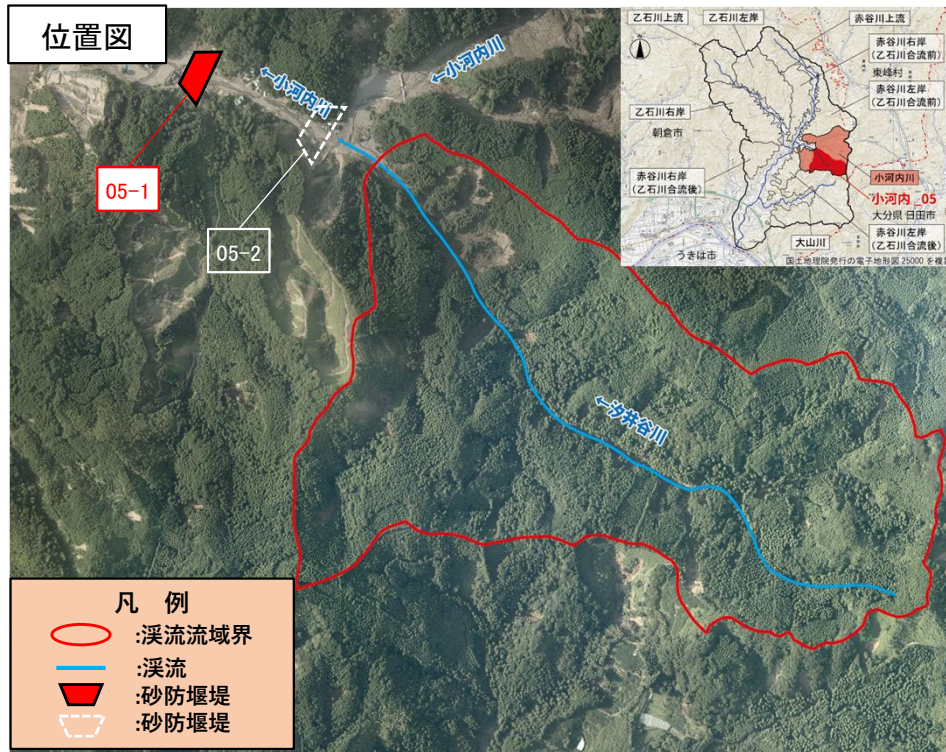 位置図
←小河内川
←小河内川
05-1
05-2
←汐井谷川
凡 例
:渓流流域界
:渓流
:砂防堰堤
:砂防堰堤
乙石川上流
乙石川左岸
赤谷川上流
赤谷川右岸
(乙石川合流前)
東峰村
赤谷川左岸
(乙石川合流前)
乙石川右岸
朝倉市
赤谷川右岸
(乙石川合流後)
小河内川
小河内_05
大分県 日田市
赤谷川左岸
(乙石川合流後)
大山川
うきは市
国土地理院発行の電子地形図 25000 を複